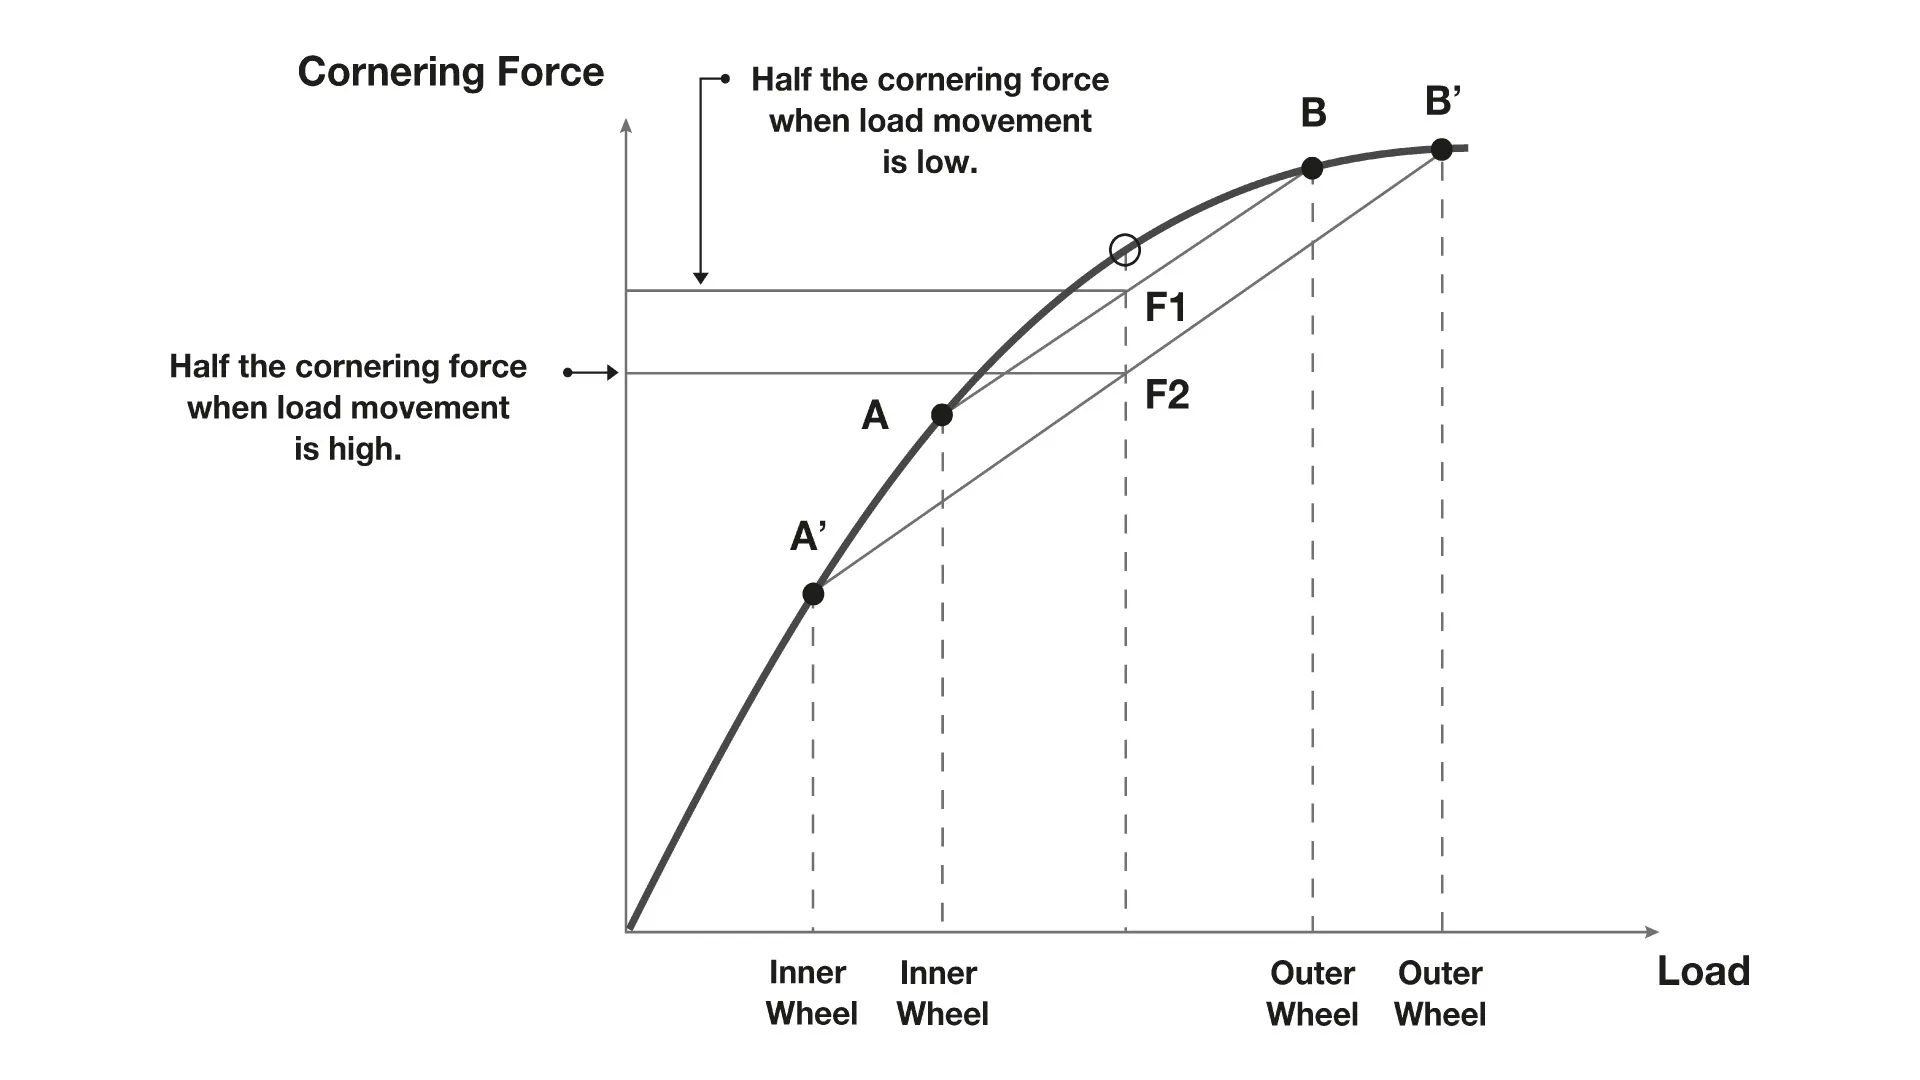 Cornering Force
Half the cornering force
when load movement
is low.
B
B’
F1
Half the cornering force
when load movement
is high.
F2
A
A’
Inner
Wheel
Inner
Wheel
Outer
Wheel
Outer
Wheel
Load